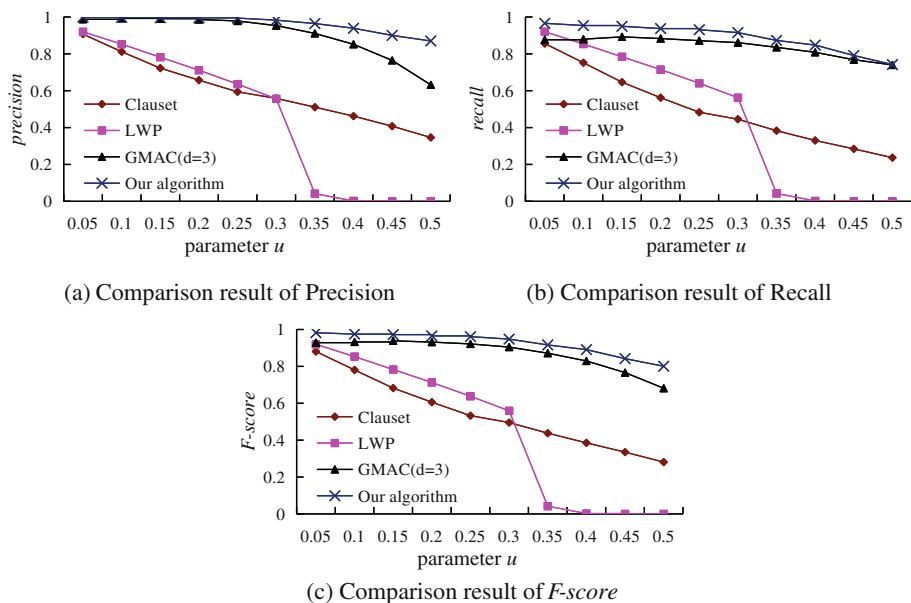 1
0.8
0.6
0.4
0.2
0
precision
Clauset
LWP
GMAC(d=3)
Our algorithm
0.05 0.1 0.15 0.2 0.25 0.3 0.35 0.4 0.45 0.5
parameter u
(a) Comparison result of Precision
1
0.8
0.6
0.4
0.2
0
recall
Clauset
LWP
GMAC(d=3)
Our algorithm
0.05 0.1 0.15 0.2 0.25 0.3 0.35 0.4 0.45 0.5
parameter u
(b) Comparison result of Recall
1
0.8
0.6
0.4
0.2
0
F-score
Clauset
LWP
GMAC(d=3)
Our algorithm
0.05 0.1 0.15 0.2 0.25 0.3 0.35 0.4 0.45 0.5
parameter u
(c) Comparison result of F-score